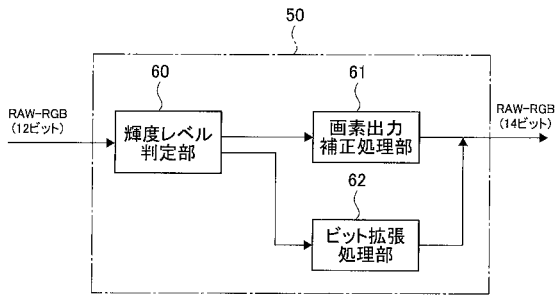 50
60
61
RAW-RGB
(12ビット)
輝度レベル
判定部
画素出力
補正処理部
RAW-RGB
(14ビット)
62
ビット拡張
処理部